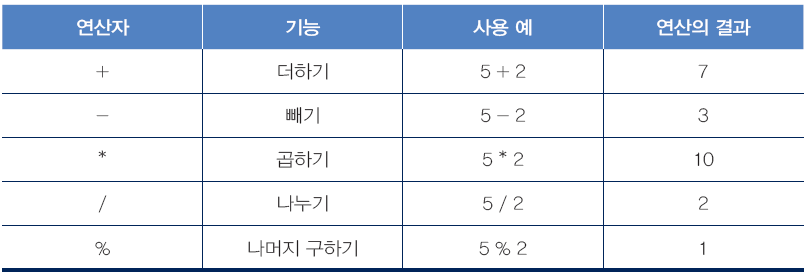 연산자 기능 사용 예 연산의 결과
+ 더하기 5 + 2 7
− 빼기 5 − 2 3
* 곱하기 5 * 2 10
/ 나누기 5 / 2 2
% 나머지 구하기 5 % 2 1